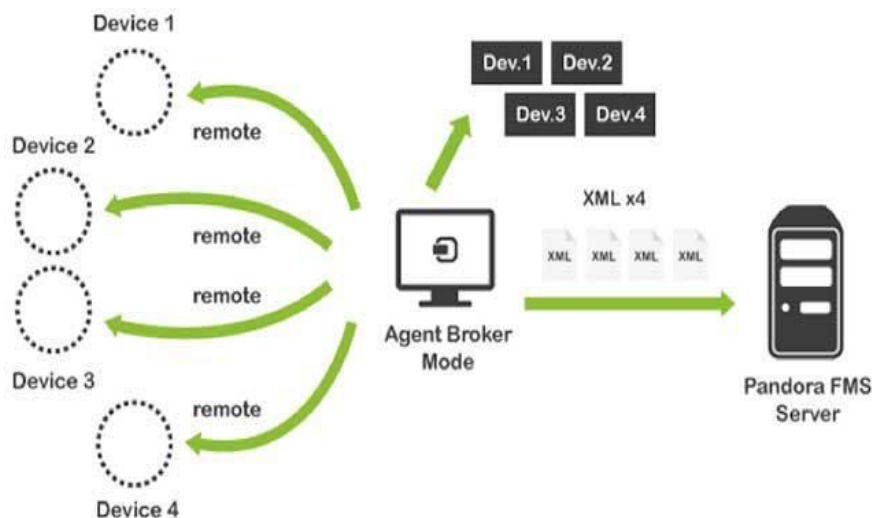 Device 1
remote
Device 2
remote
remote
Device 3
remote
Device 4
Dev.1
Dev.2
Dev.3
Dev.4
Agent Broker
Mode
XML x4
XML
XML
XML
XML
Pandora FMS
Server